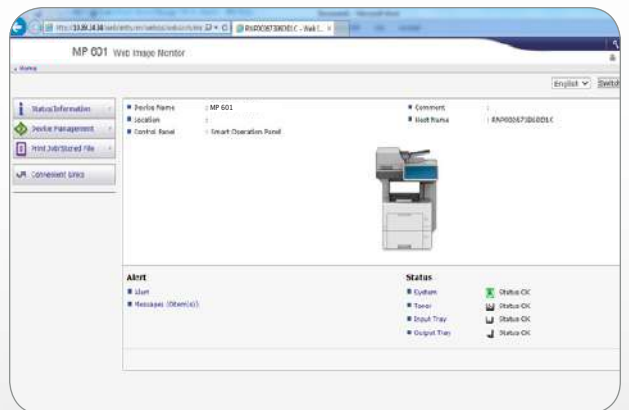 MP 601 Web Image Monitor
Home
English
Status/Information
Device Management
Print Job/Stored File
Convenient Links
Device Name : MP 601
Location :
Control Panel : Smart Operation Panel
Comment :
Host Name
Alert
Alert
Messages (0item(s))
Status
System Status OK
Toner Status OK
Input Tray Status OK
Output Tray Status OK